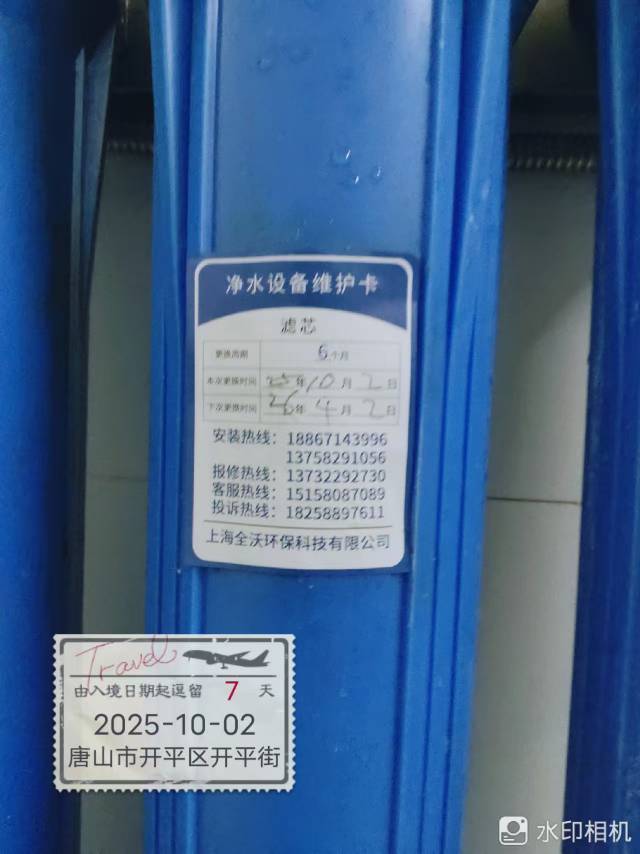 净水设备维护卡
滤芯
更换周期 6个月
本次更换时间 25年10月2日
下次更换时间 26年4月2日
安装热线：18867143996
13758291056
报修热线：13732292730
客服热线：15158087089
投诉热线：18258897611
上海全沃环保科技有限公司
Travel
由入境日期起逗留 7 天
2025-10-02
唐山市开平区开平街
水印相机